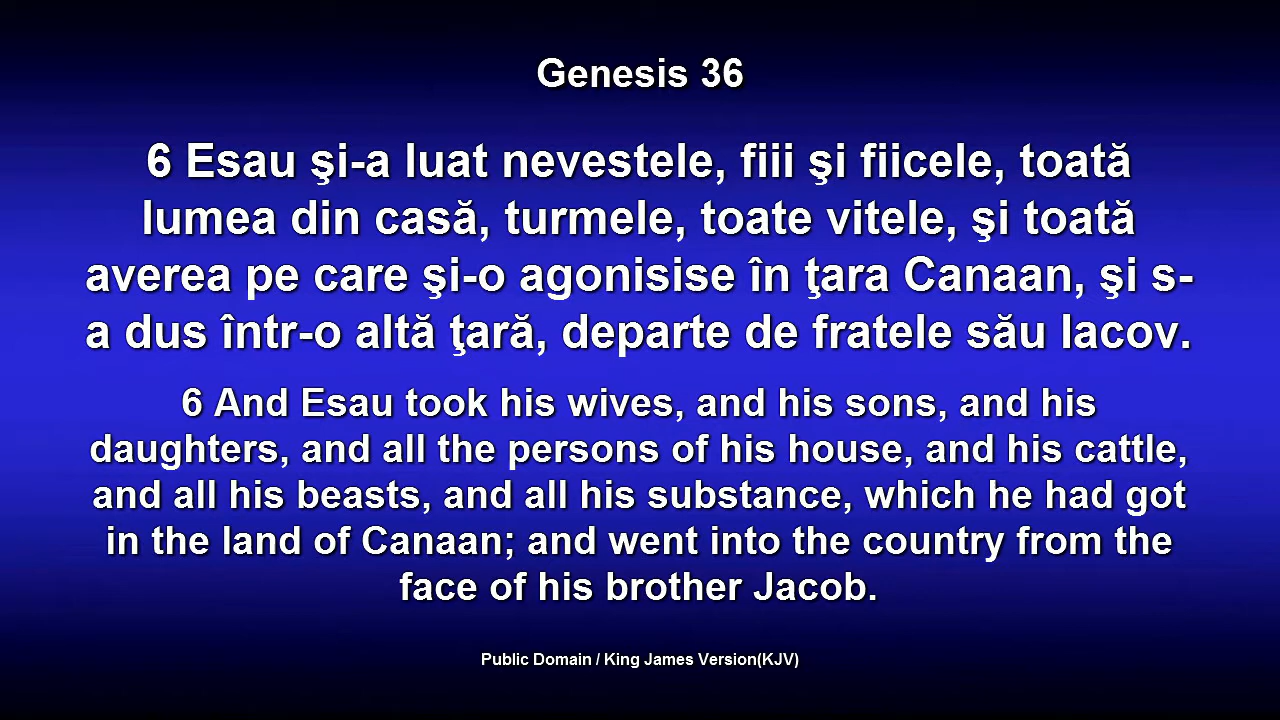 Genesis 36
6 Esau şi-a luat nevestele, fiii şi fiicele, toată
lumea din casă, turmele, toate vitele, şi toată
averea pe care şi-o agonisise în ţara Canaan, şi s-
a dus într-o altă ţară, departe de fratele său Iacov.
6 And Esau took his wives, and his sons, and his
daughters, and all the persons of his house, and his cattle,
and all his beasts, and all his substance, which he had got
in the land of Canaan; and went into the country from the
face of his brother Jacob.
Public Domain / King James Version(KJV)